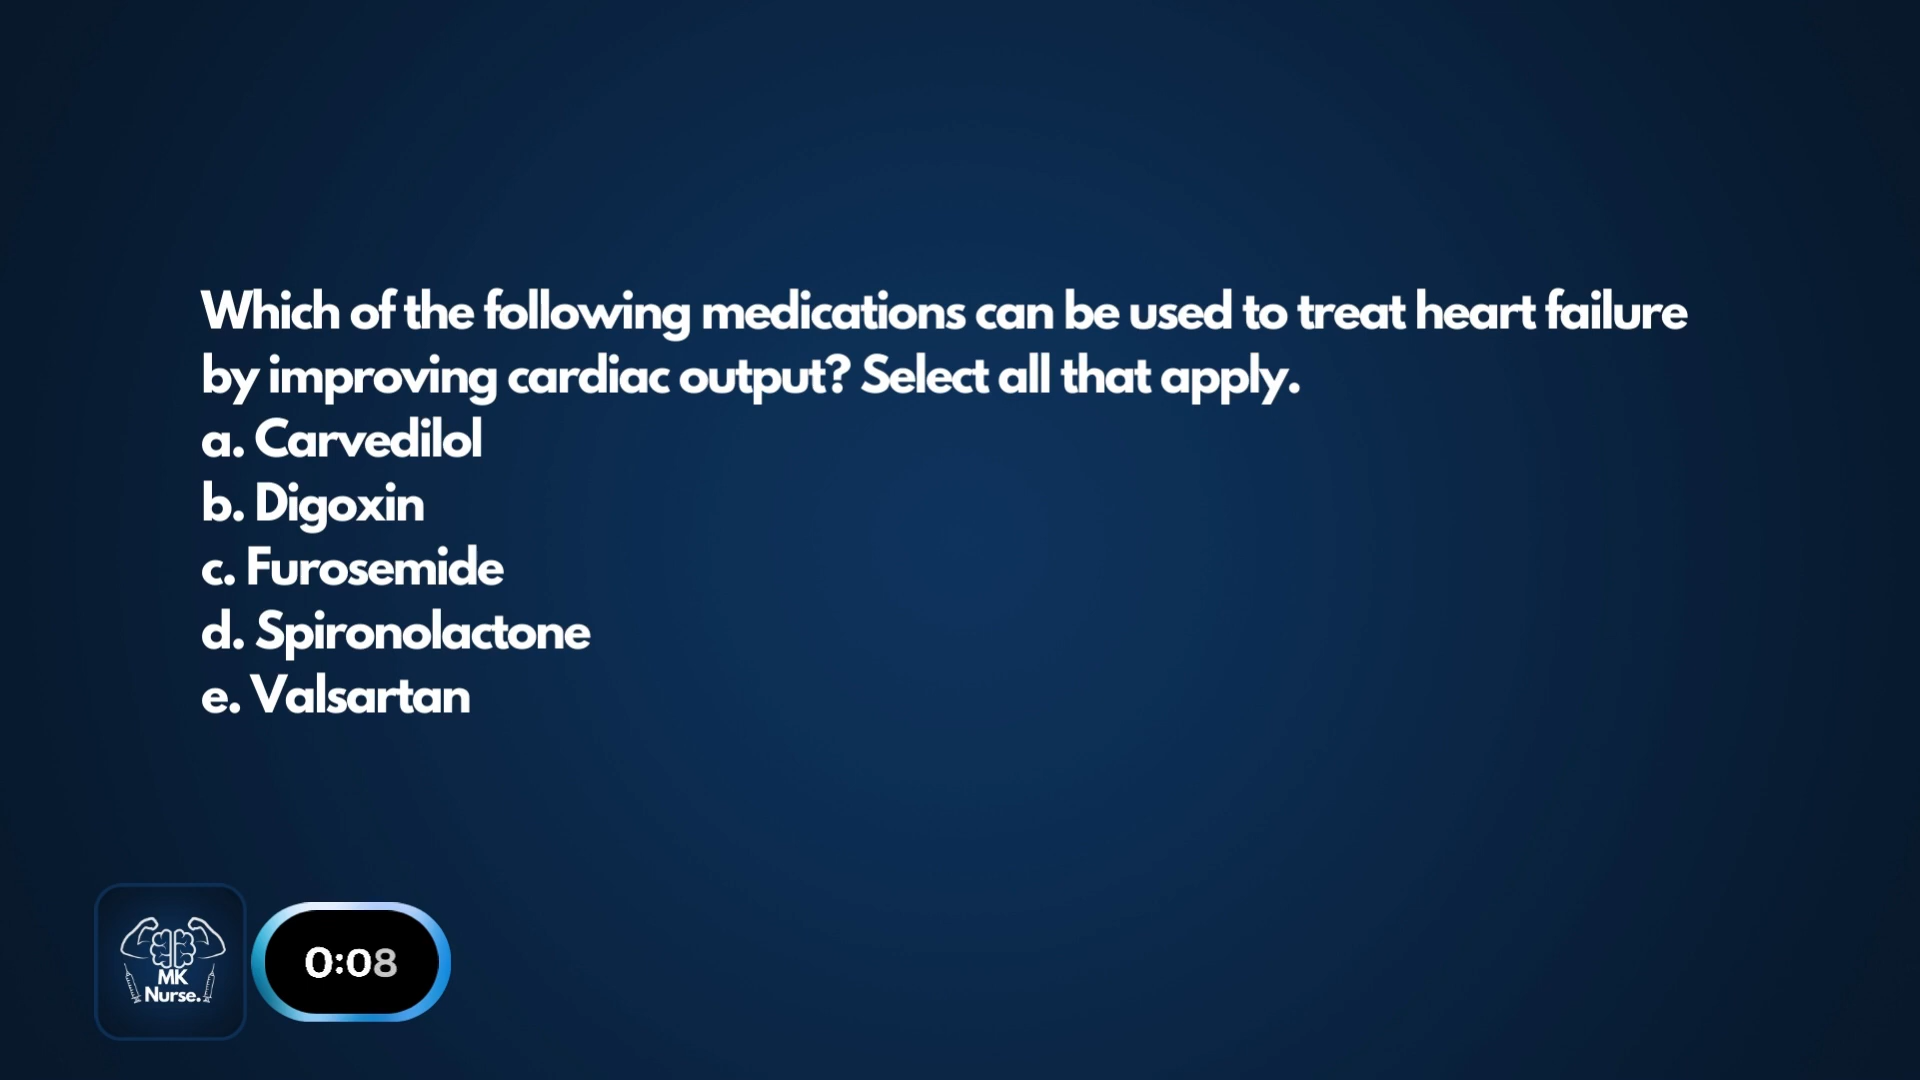 Which of the following medications can be used to treat heart failure
by improving cardiac output? Select all that apply.
a. Carvedilol
b. Digoxin
c. Furosemide
d. Spironolactone
e. Valsartan
MK
Nurse.
0:08